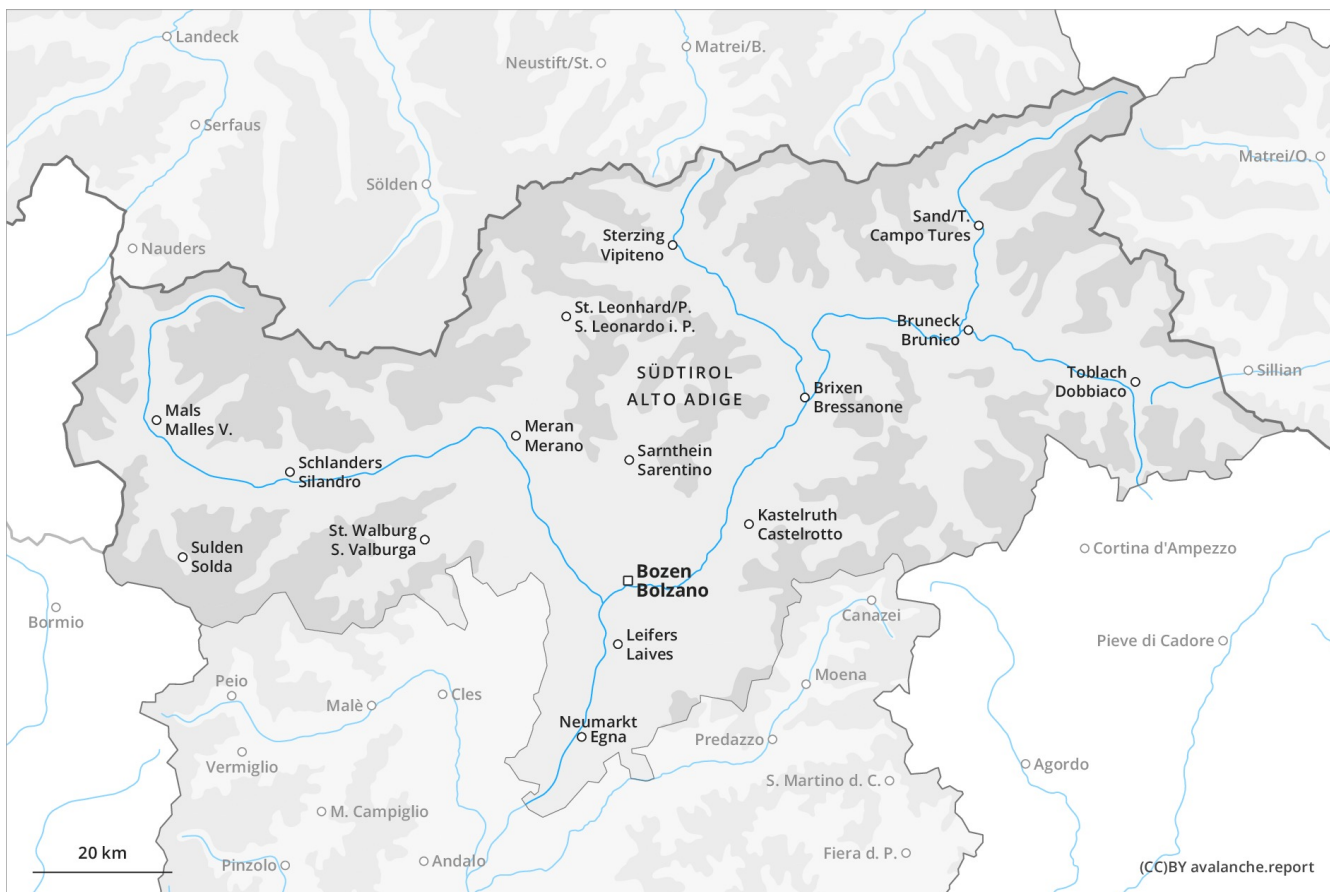 Landeck
Matrei/B.
Neustift/St.
Serfaus
Matrei/O.
Sölden
Sand/T.
Campo Tures
Nauders
Sterzing
Vipiteno
St. Leonhard/P.
S. Leonardo i. P.
Bruneck
Brunico
SÜDTIROL
ALTO ADIGE
Toblach
Dobbiaco
Sillian
Brixen
Bressanone
Mals
Malles V.
Meran
Merano
Sarnthein
Sarentino
Schlanders
Silandro
Kastelruth
Castelrotto
St. Walburg
S. Valburga
Sulden
Solda
Cortina d'Ampezzo
Bozen
Bolzano
Bormio
Canazei
Leifers
Laives
Pieve di Cadore
Moena
Peio
Cles
Malè
Neumarkt
Egna
Predazzo
Vermiglio
Agordo
S. Martino d. C.
M. Campiglio
20 km
Pinzolo
Andalo
Fiera d. P.
(CC)BY avalanche.report